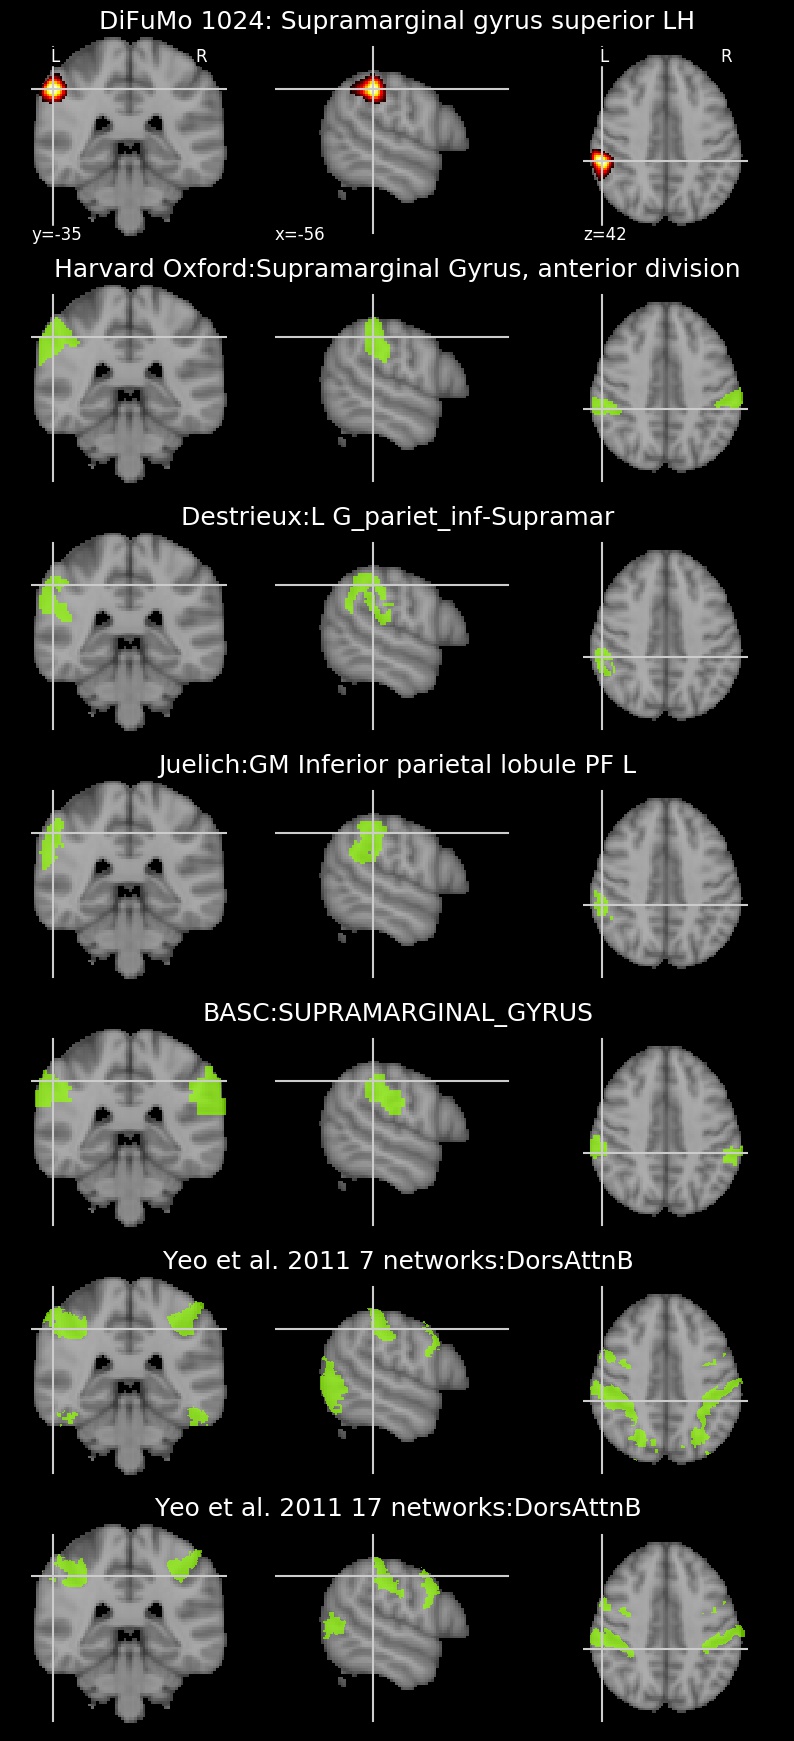 DiFuMo 1024: Supramarginal gyrus superior LH
L R L R
y=-35 x=-56 z=42
Harvard Oxford:Supramarginal Gyrus, anterior division
Destrieux:L G_pariet_inf-Supramar
Juelich:GM Inferior parietal lobule PF L
BASC:SUPRAMARGINAL_GYRUS
Yeo et al. 2011 7 networks:DorsAttnB
Yeo et al. 2011 17 networks:DorsAttnB